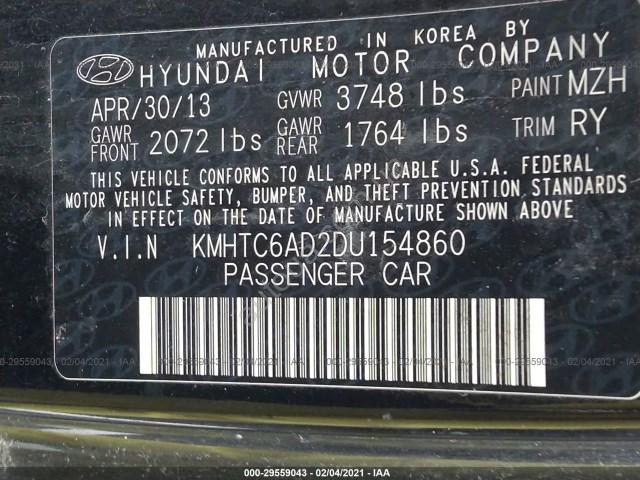 MANUFACTURED IN KOREA BY
HYUNDAI MOTOR COMPANY
APR/30/13 GVWR 3748 lbs PAINT MZH
GAWR FRONT 2072 lbs GAWR REAR 1764 lbs TRIM RY
THIS VEHICLE CONFORMS TO ALL APPLICABLE U.S.A. FEDERAL
MOTOR VEHICLE SAFETY, BUMPER, AND THEFT PREVENTION STANDARDS
IN EFFECT ON THE DATE OF MANUFACTURE SHOWN ABOVE
V.I.N KMHTC6AD2DU154860
PASSENGER CAR
000-29559043 - 02/04/2021 - IAA